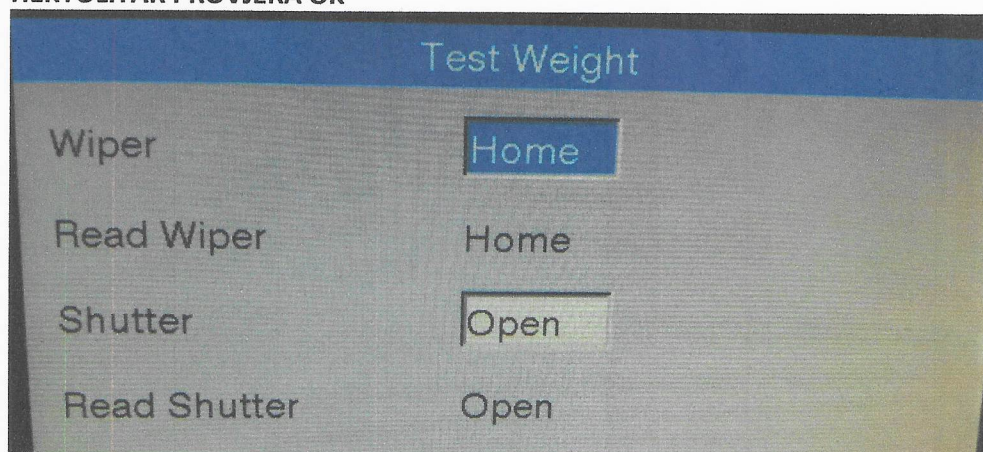 Test Weight
Wiper Home
Read Wiper Home
Shutter Open
Read Shutter Open